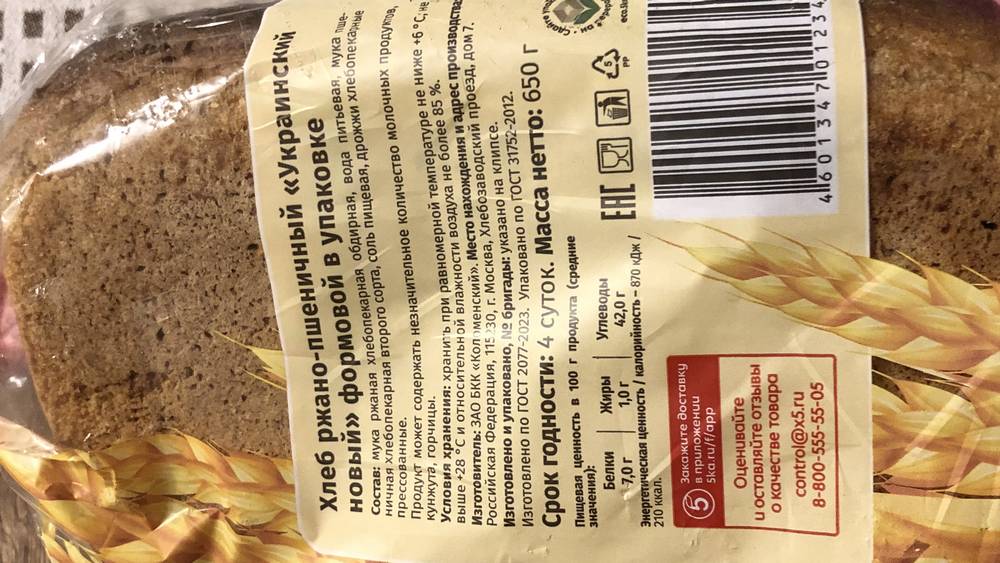 Хлеб ржано-пшеничный «Украинский
новый» формовой в упаковке
Состав: мука ржаная хлебопекарная обдирная, вода питьевая, мука пше-
ничная хлебопекарная второго сорта, соль пищевая, дрожжи хлебопекарные
прессованные.
Продукт может содержать незначительное количество молочных продуктов,
кунжута, горчицы.
Условия хранения: хранить при равномерной температуре не ниже +6 °С, не
выше +28 °С и относительной влажности воздуха не более 85 %.
Изготовитель: ЗАО БКК «Коломенский». Место нахождения и адрес производства:
Российская Федерация, 115230, г. Москва, Хлебозаводский проезд, дом 7.
Изготовлено и упаковано, № бригады: указано на клипсе.
Изготовлено по ГОСТ 2077-2023. Упаковано по ГОСТ 31752-2012.
Срок годности: 4 суток. Масса нетто: 650 г
Пищевая ценность в 100 г продукта (средние
значения):
Белки Жиры Углеводы
7,0 г 1,0 г 42,0 г
Энергетическая ценность / калорийность – 870 кДж /
210 ккал.
EAC
5
PP
4 601347 01234
5
Закажите доставку
в приложении
5ka.ru/f/app
Оценивайте
и оставляйте отзывы
о качестве товара
control@x5.ru
8-800-555-55-05